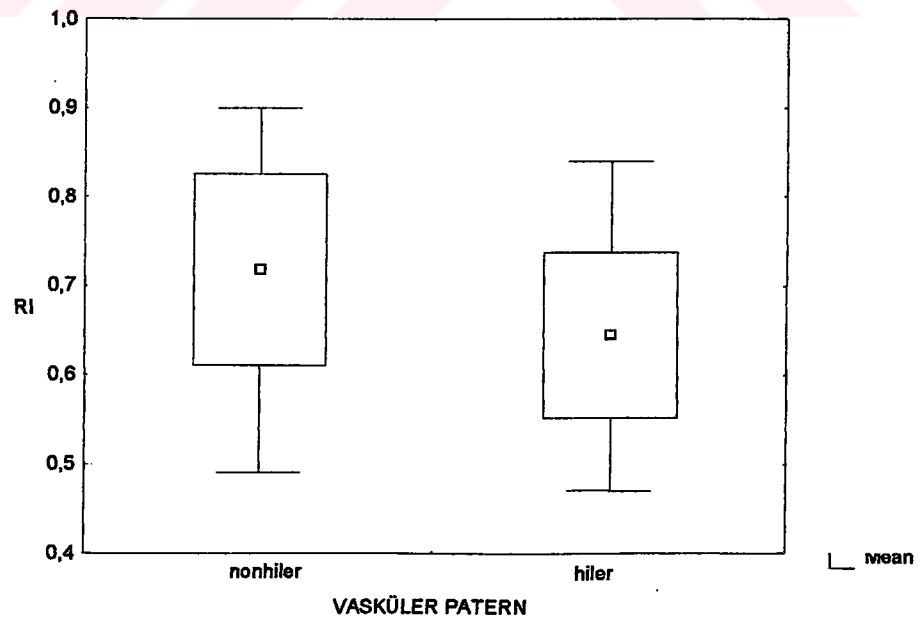 1,0
0,9
0,8
0,7
RI
0,6
0,5
0,4
nonhiler hiler
Mean
VASKÜLER PATERN